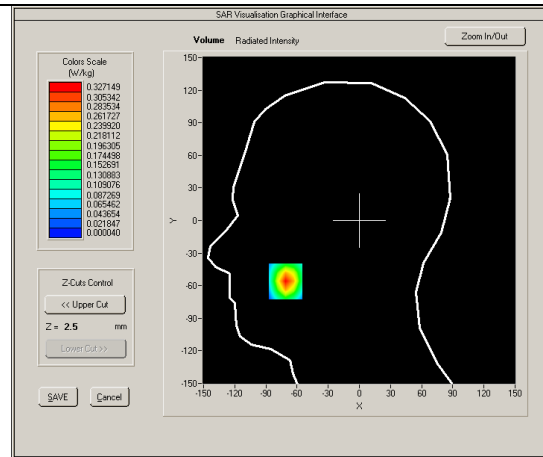 SAR Visualisation Graphical Interface
Volume Radiated Intensity
Zoom In/Out
Colors Scale
(W/kg)
0.327149
0.305342
0.283534
0.261727
0.239920
0.218112
0.196305
0.174498
0.152691
0.130883
0.109076
0.087269
0.065462
0.043654
0.021847
0.000040
Z-Cuts Control
<< Upper Cut
Z = 2.5 mm
Lower Cut >>
SAVE Cancel
150
120
90
60
30
0
-30
-60
-90
-120
-150
Y
-150 -120 -90 -60 -30 0 30 60 90 120 150
X